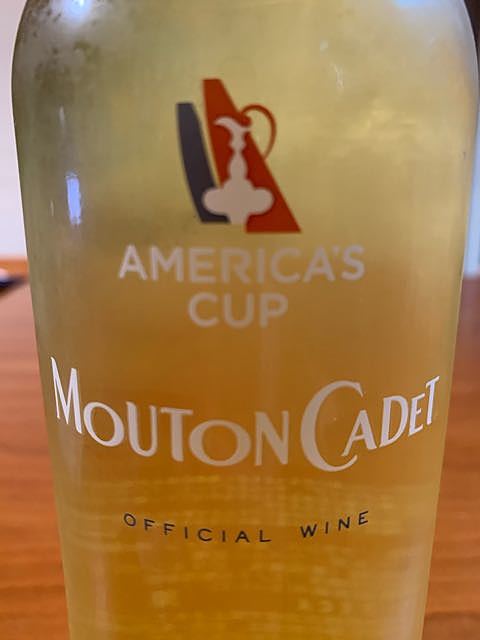 AMERICA'S
CUP
MOUTON CADET
OFFICIAL WINE